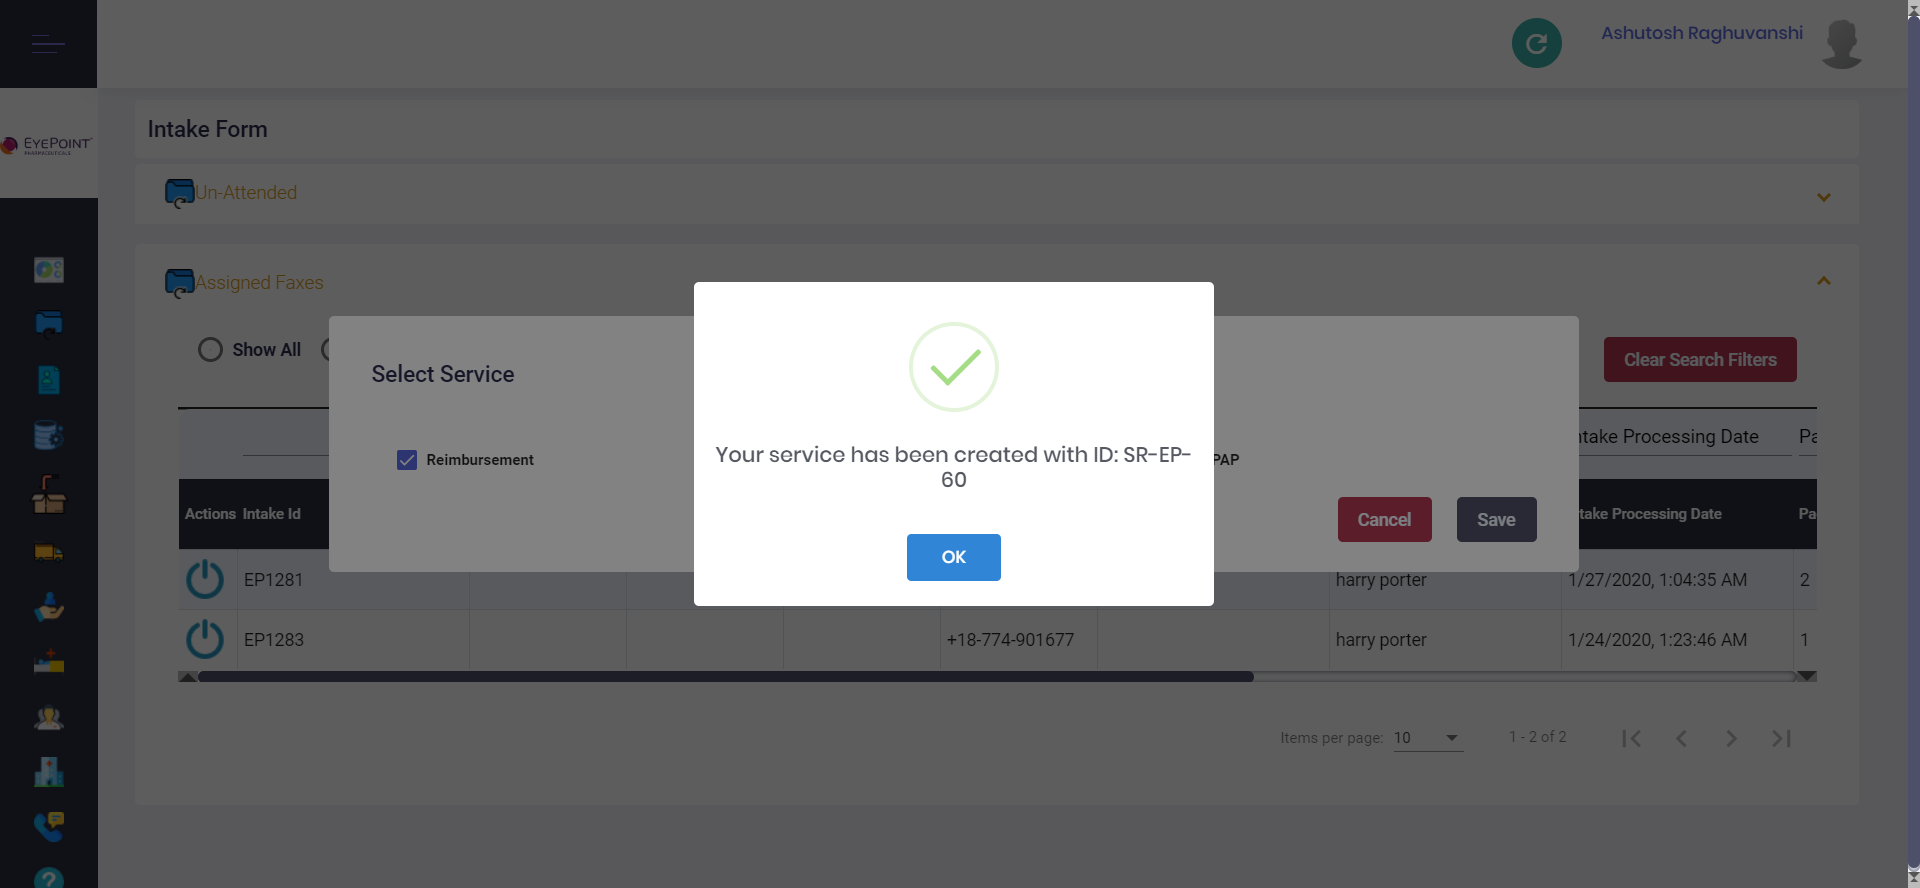 Ashutosh Raghuvanshi
EYEPOINT
PHARMACEUTICALS
Intake Form
Un-Attended
Assigned Faxes
Show All
Clear Search Filters
Select Service
Reimbursement
PAP
Your service has been created with ID: SR-EP-
60
OK
Cancel
Save
ntake Processing Date
Pa
Actions Intake Id
take Processing Date
Pa
EP1281
harry porter
1/27/2020, 1:04:35 AM
2
EP1283
+18-774-901677
harry porter
1/24/2020, 1:23:46 AM
1
Items per page: 10
1 - 2 of 2